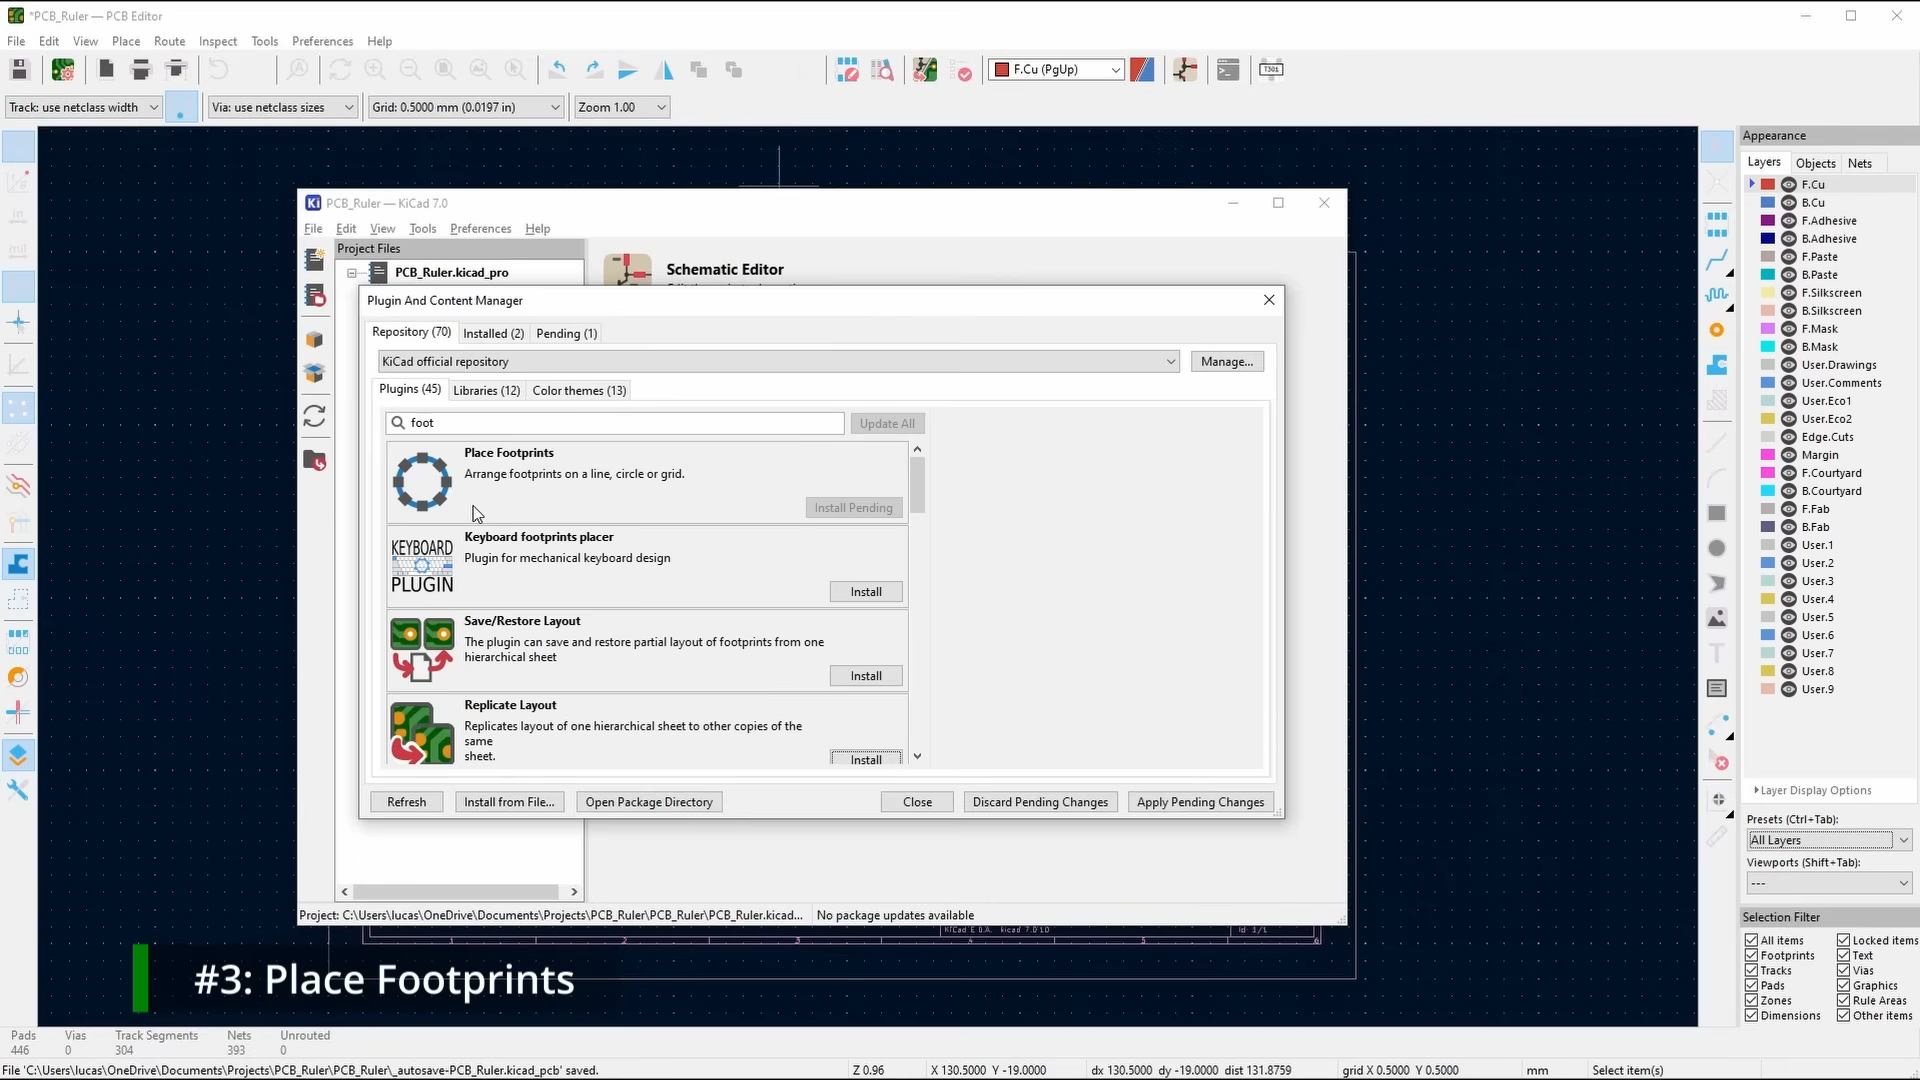 *PCB_Ruler — PCB Editor
File Edit View Place Route Inspect Tools Preferences Help
F.Cu (PgUp)
T301
Track: use netclass width
Via: use netclass sizes
Grid: 0.5000 mm (0.0197 in)
Zoom 1.00
in
mil
Ki PCB_Ruler — KiCad 7.0
File Edit View Tools Preferences Help
Project Files
PCB_Ruler.kicad_pro
Schematic Editor
Plugin And Content Manager
Repository (70) Installed (2) Pending (1)
KiCad official repository
Manage...
Plugins (45) Libraries (12) Color themes (13)
foot
Update All
Place Footprints
Arrange footprints on a line, circle or grid.
Install Pending
KEYBOARD
PLUGIN
Keyboard footprints placer
Plugin for mechanical keyboard design
Install
Save/Restore Layout
The plugin can save and restore partial layout of footprints from one
hierarchical sheet
Install
Replicate Layout
Replicates layout of one hierarchical sheet to other copies of the
same
sheet.
Install
Refresh Install from File... Open Package Directory Close Discard Pending Changes Apply Pending Changes
Project: C:\Users\lucas\OneDrive\Documents\Projects\PCB_Ruler\PCB_Ruler\PCB_Ruler.kicad... No package updates available
#3: Place Footprints
Appearance
Layers Objects Nets
F.Cu
B.Cu
F.Adhesive
B.Adhesive
F.Paste
B.Paste
F.Silkscreen
B.Silkscreen
F.Mask
B.Mask
User.Drawings
User.Comments
User.Eco1
User.Eco2
Edge.Cuts
Margin
F.Courtyard
B.Courtyard
F.Fab
B.Fab
User.1
User.2
User.3
User.4
User.5
User.6
User.7
User.8
User.9
Layer Display Options
Presets (Ctrl+Tab):
All Layers
Viewports (Shift+Tab):
---
Selection Filter
All items Locked items
Footprints Text
Tracks Vias
Pads Graphics
Zones Rule Areas
Dimensions Other items
Pads Vias Track Segments Nets Unrouted
446 0 304 393 0
File 'C:\Users\lucas\OneDrive\Documents\Projects\PCB_Ruler\PCB_Ruler\_autosave-PCB_Ruler.kicad_pcb' saved.
Z 0.96
X 130.5000 Y -19.0000
dx 130.5000 dy -19.0000 dist 131.8759
grid X 0.5000 Y 0.5000
mm
Select item(s)